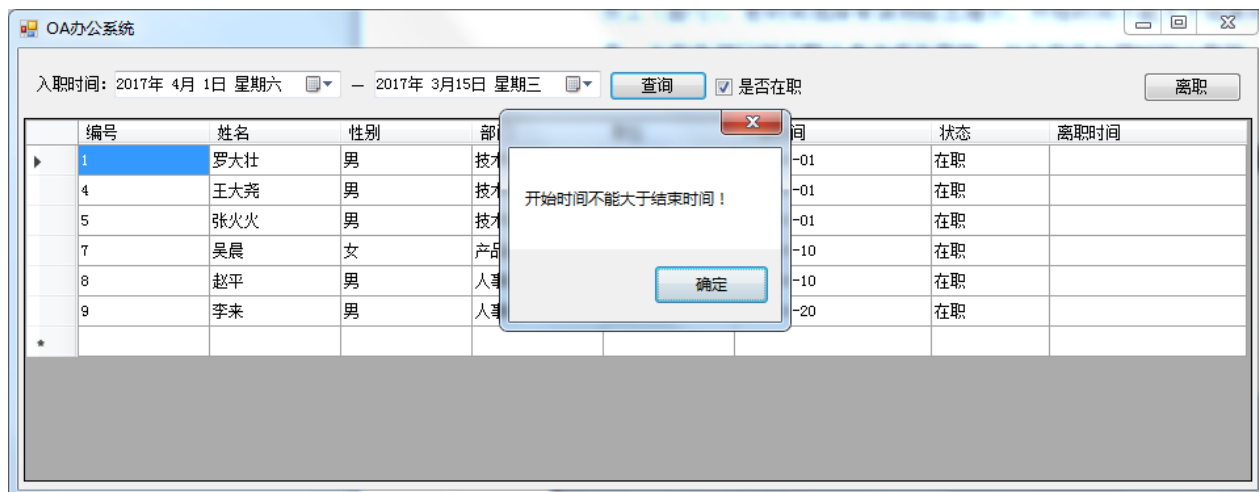 OA办公系统
入职时间: 2017年 4月 1日 星期六 — 2017年 3月15日 星期三 查询 是否在职 离职
编号 姓名 性别 间 状态 离职时间
1 罗大壮 男 -01 在职
4 王大尧 男 -01 在职
5 张火火 男 -01 在职
7 吴晨 女 产品 -10 在职
8 赵平 男 人事 -10 在职
9 李来 男 人事 -20 在职
*
开始时间不能大于结束时间！
确定